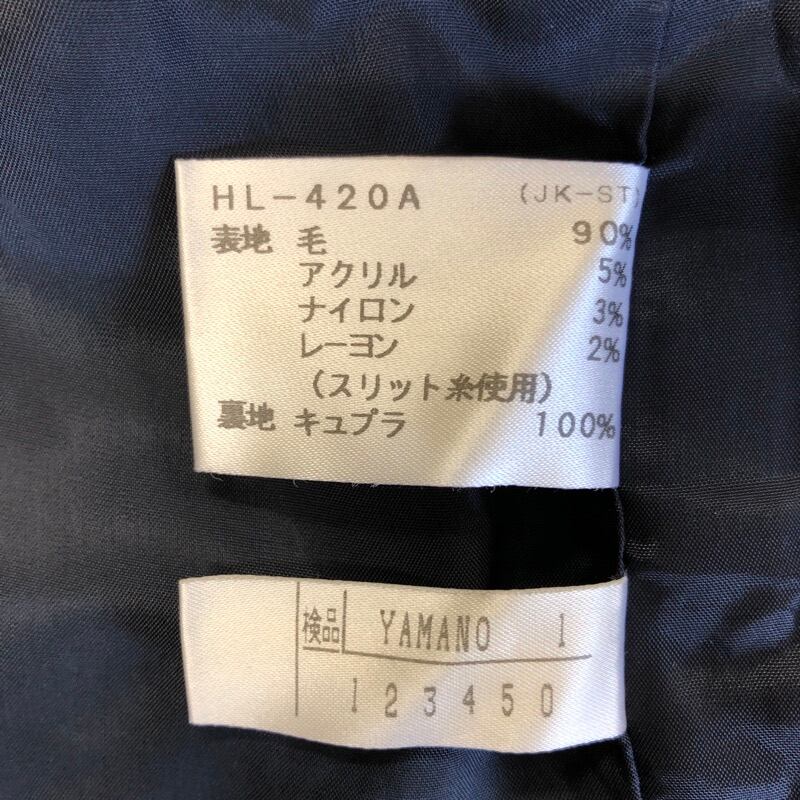 HL-420A (JK-ST)
表地 毛 90%
アクリル 5%
ナイロン 3%
レーヨン 2%
(スリット糸使用)
裏地 キュプラ 100%
検品 YAMANO 1
1 2 3 4 5 0